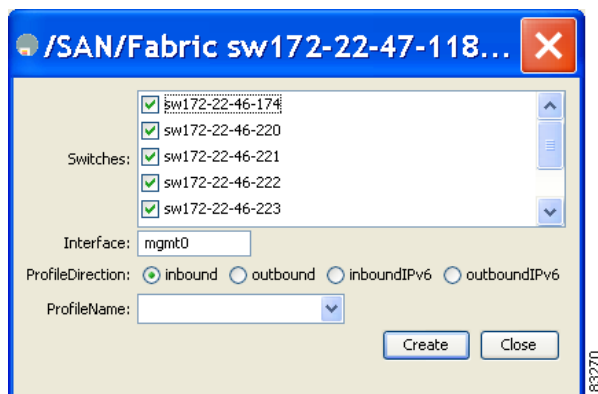 /SAN/Fabric sw172-22-47-118...
sw172-22-46-174
sw172-22-46-220
Switches:
sw172-22-46-221
sw172-22-46-222
sw172-22-46-223
Interface: mgmt0
ProfileDirection: inbound outbound inboundIPv6 outboundIPv6
ProfileName:
Create Close
83270